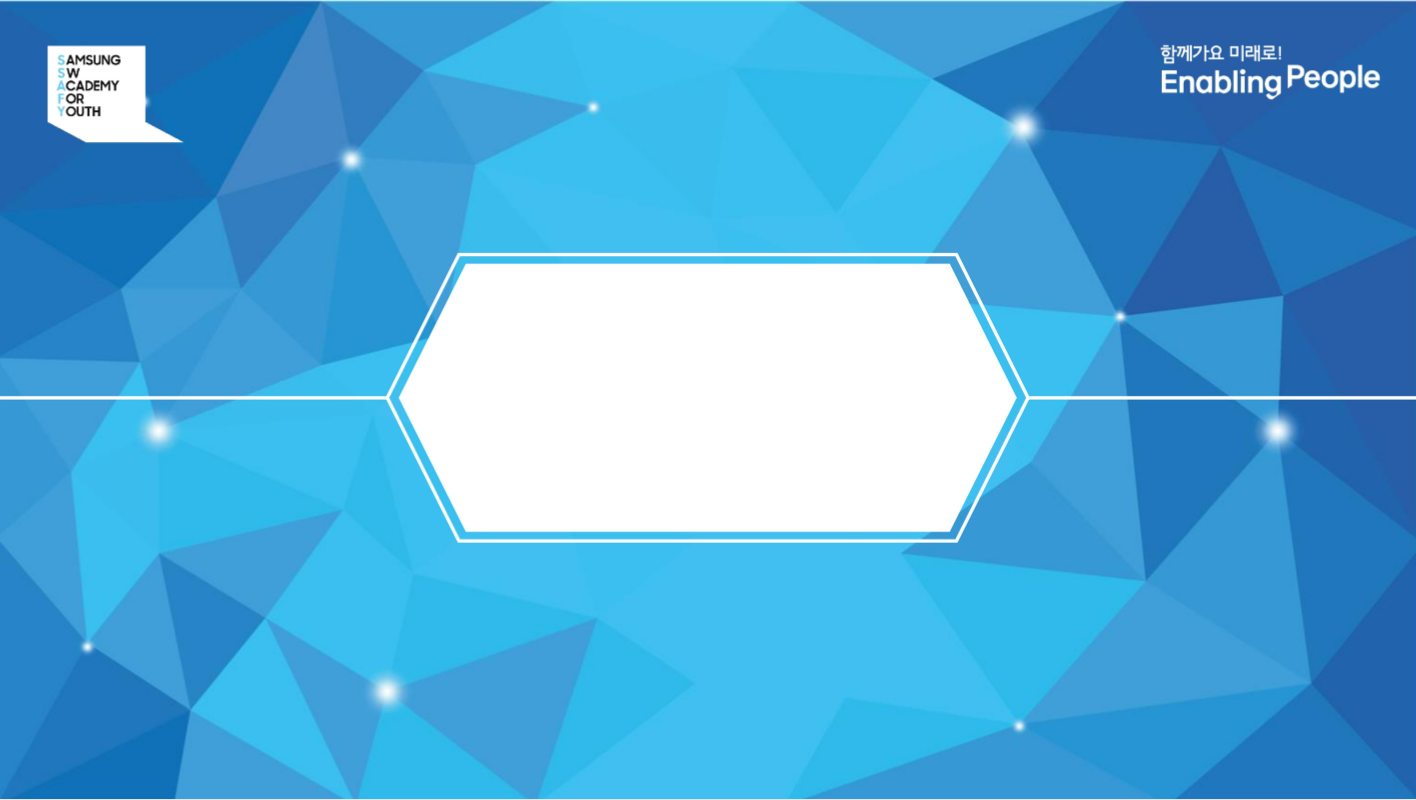 SAMSUNG
SW
ACADEMY
FOR
YOUTH
함께가요 미래로!
Enabling People